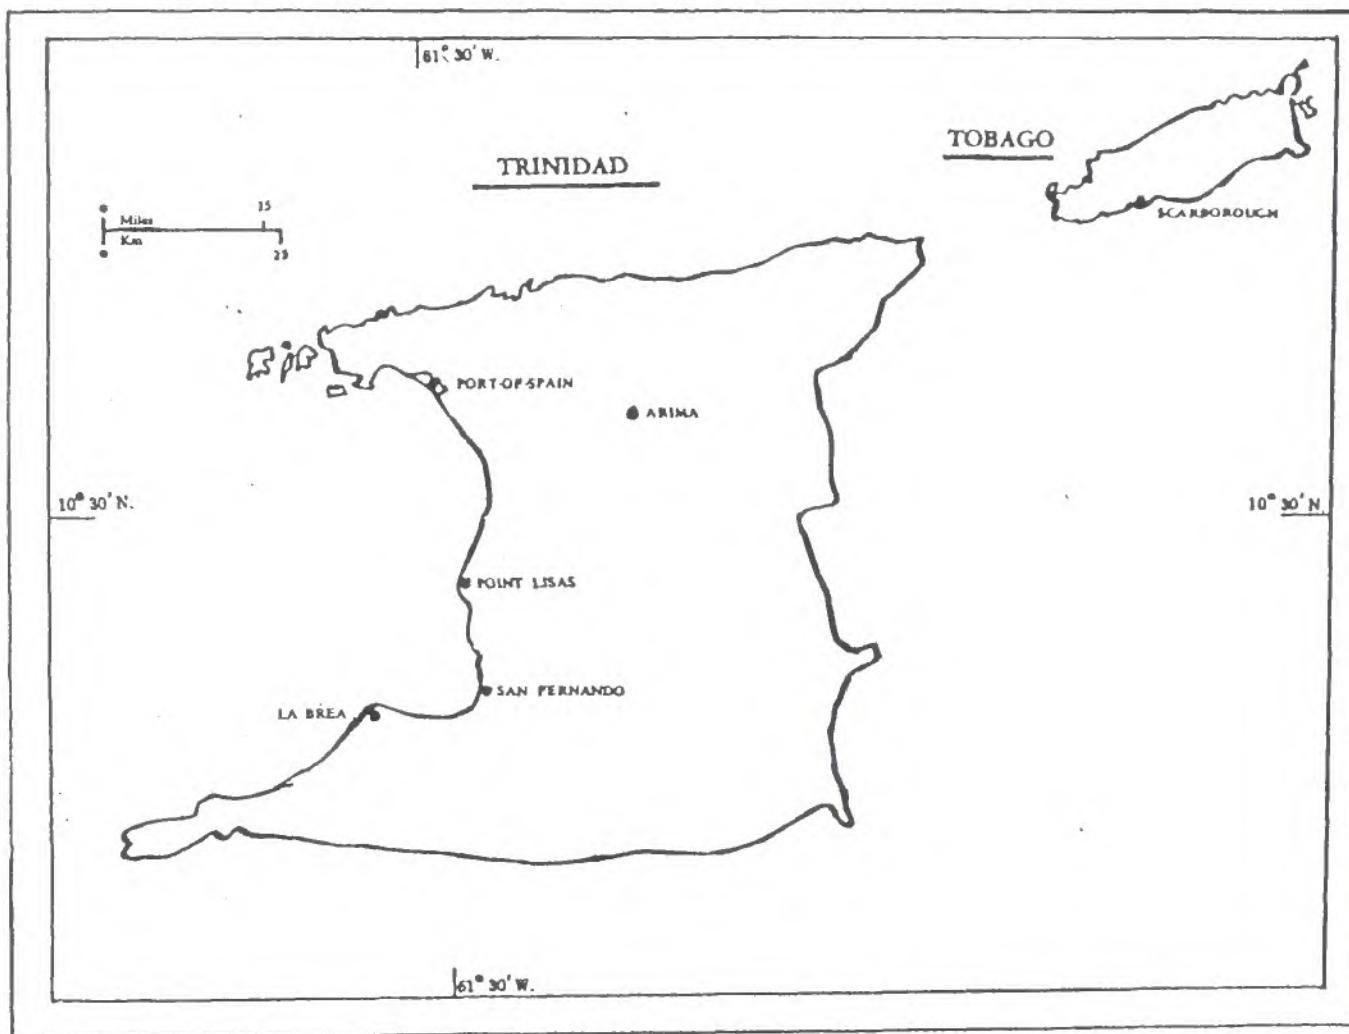 61° 30' W.
TRINIDAD
TOBAGO
SCARBOROUGH
15
Miles
Km
25
PORT-OF-SPAIN
ARIMA
10° 30' N.
10° 30' N.
POINT LISAS
SAN FERNANDO
LA BREA
61° 30' W.